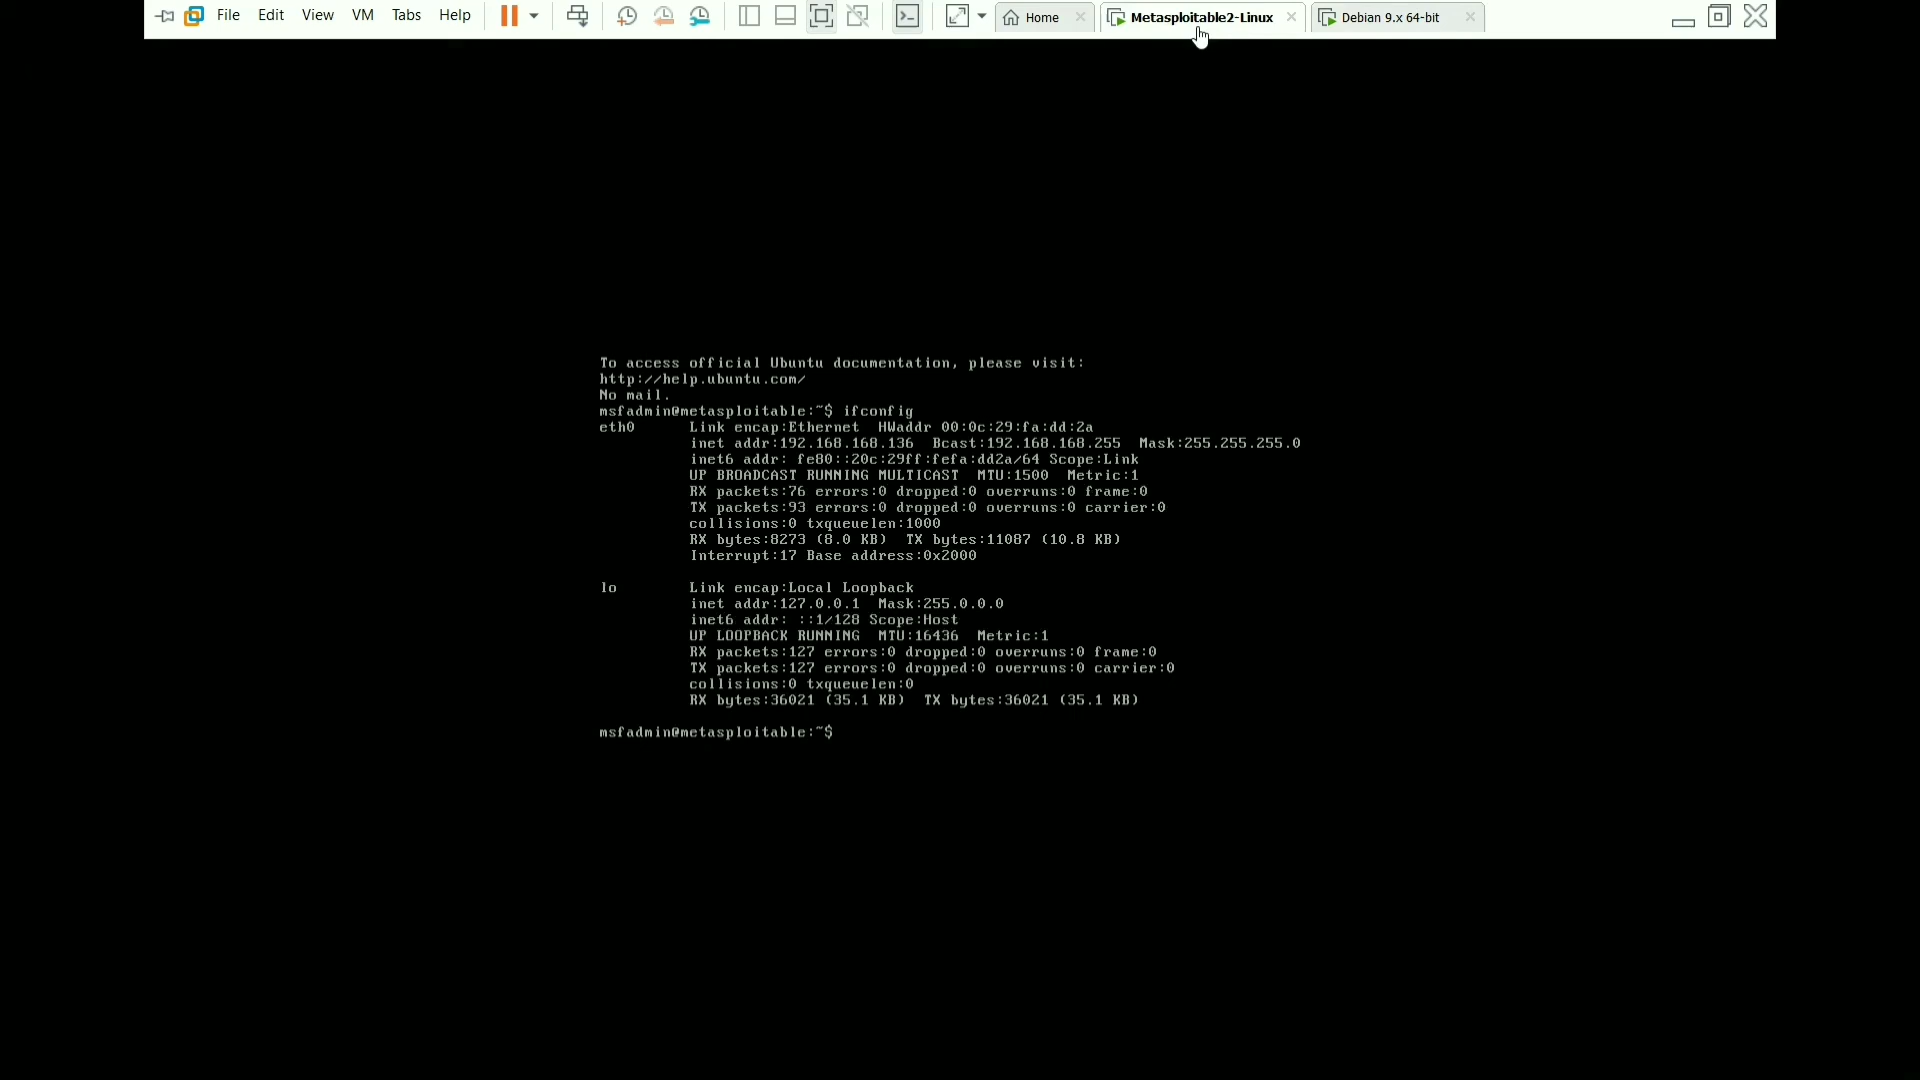 File Edit View VM Tabs Help Home Metasploitable2-Linux Debian 9.x 64-bit
To access official Ubuntu documentation, please visit:
http://help.ubuntu.com/
No mail.
msfadmin@metasploitable:~$ ifconfig
eth0 Link encap:Ethernet HWaddr 00:0c:29:fa:dd:2a
inet addr:192.168.168.136 Bcast:192.168.168.255 Mask:255.255.255.0
inet6 addr: fe80::20c:29ff:fefa:dd2a/64 Scope:Link
UP BROADCAST RUNNING MULTICAST MTU:1500 Metric:1
RX packets:76 errors:0 dropped:0 overruns:0 frame:0
TX packets:93 errors:0 dropped:0 overruns:0 carrier:0
collisions:0 txqueuelen:1000
RX bytes:8273 (8.0 KB) TX bytes:11087 (10.8 KB)
Interrupt:17 Base address:0x2000
lo Link encap:Local Loopback
inet addr:127.0.0.1 Mask:255.0.0.0
inet6 addr: ::1/128 Scope:Host
UP LOOPBACK RUNNING MTU:16436 Metric:1
RX packets:127 errors:0 dropped:0 overruns:0 frame:0
TX packets:127 errors:0 dropped:0 overruns:0 carrier:0
collisions:0 txqueuelen:0
RX bytes:36021 (35.1 KB) TX bytes:36021 (35.1 KB)
msfadmin@metasploitable:~$